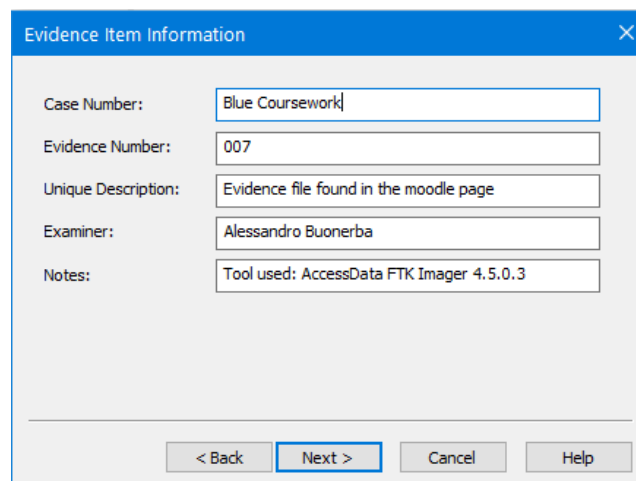 Evidence Item Information
Case Number: Blue Coursework
Evidence Number: 007
Unique Description: Evidence file found in the moodle page
Examiner: Alessandro Buonerba
Notes: Tool used: AccessData FTK Imager 4.5.0.3
< Back Next > Cancel Help